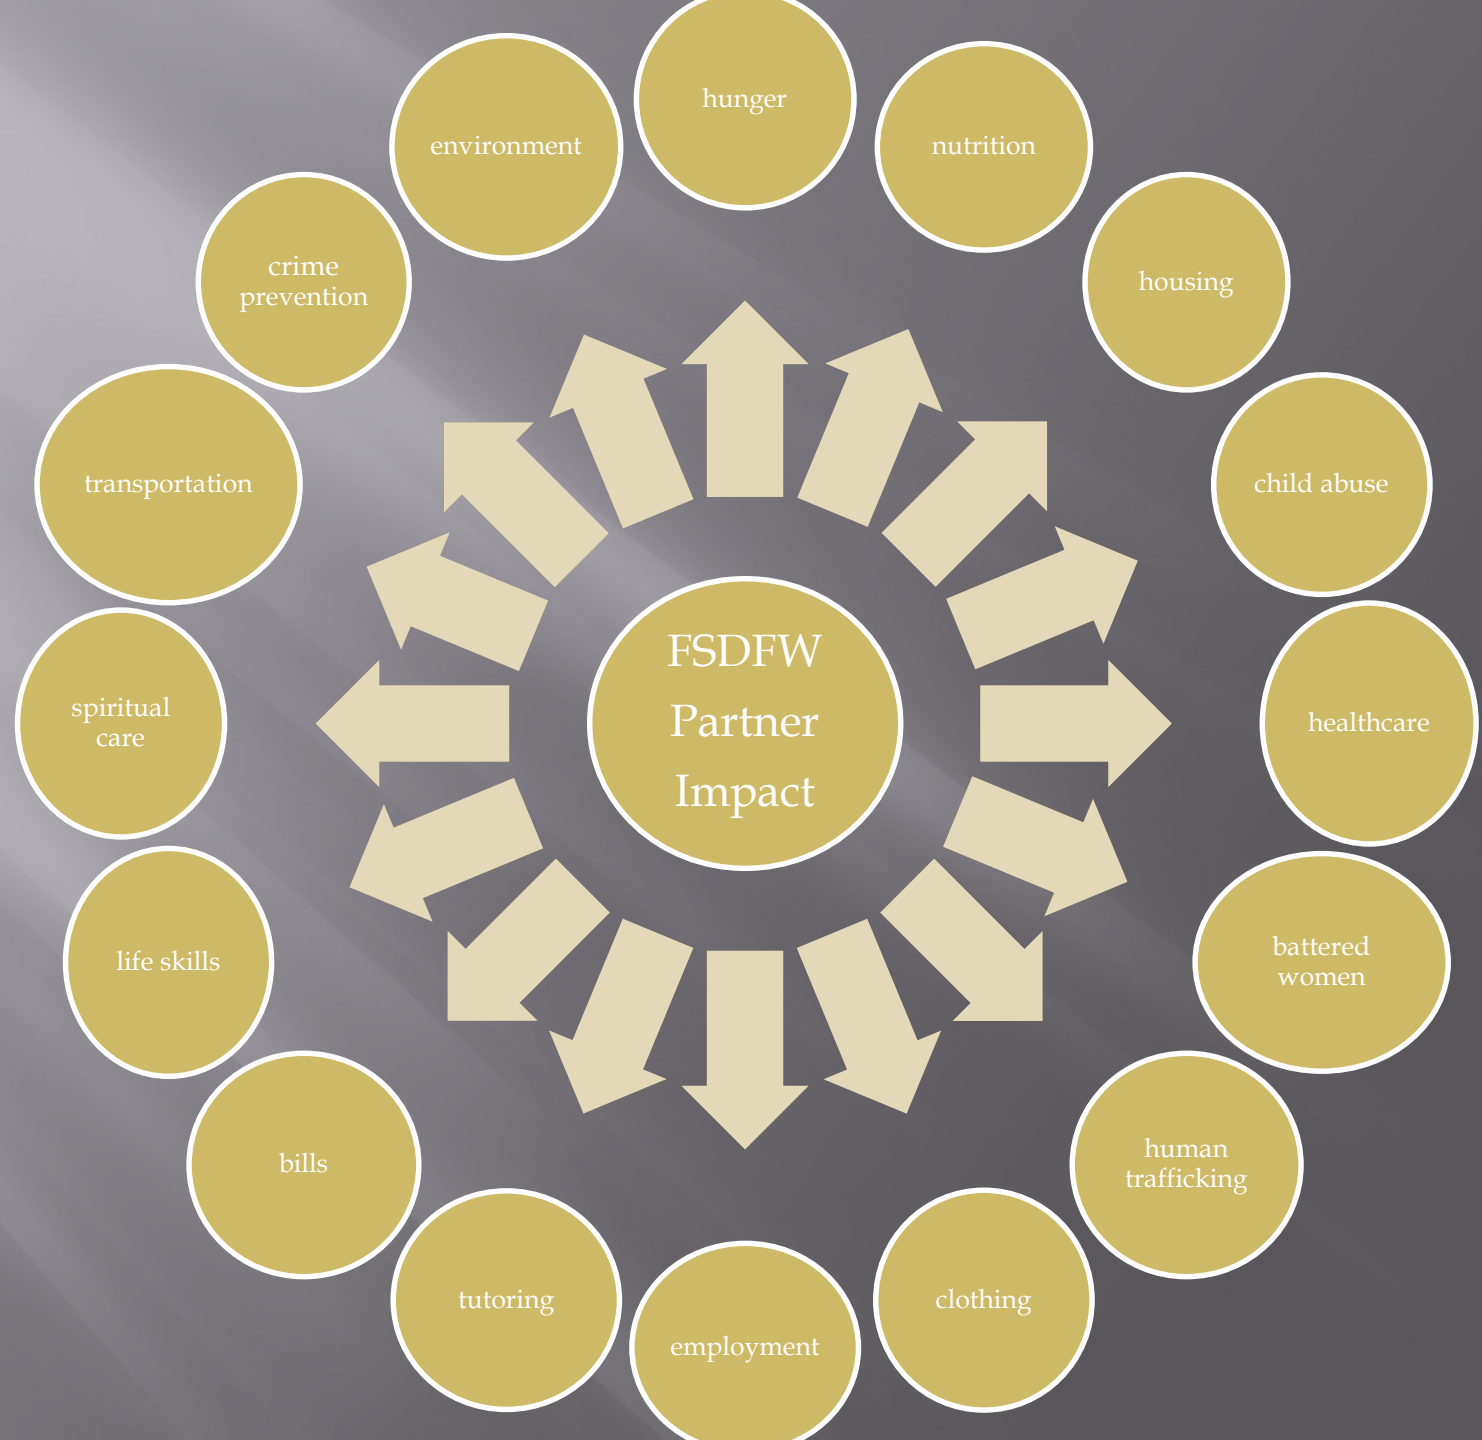 hunger
nutrition
housing
child abuse
healthcare
battered
women
human
trafficking
clothing
employment
tutoring
bills
life skills
spiritual
care
transportation
crime
prevention
environment
FSDFW
Partner
Impact